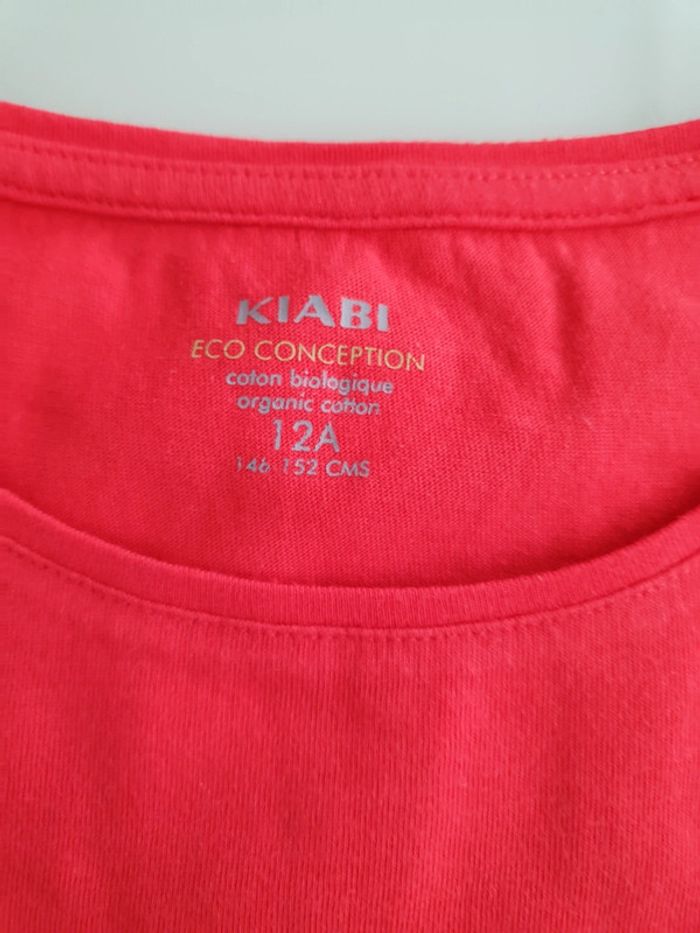 KIABI
ECO CONCEPTION
coton biologique
organic cotton
12A
146 152 CMS